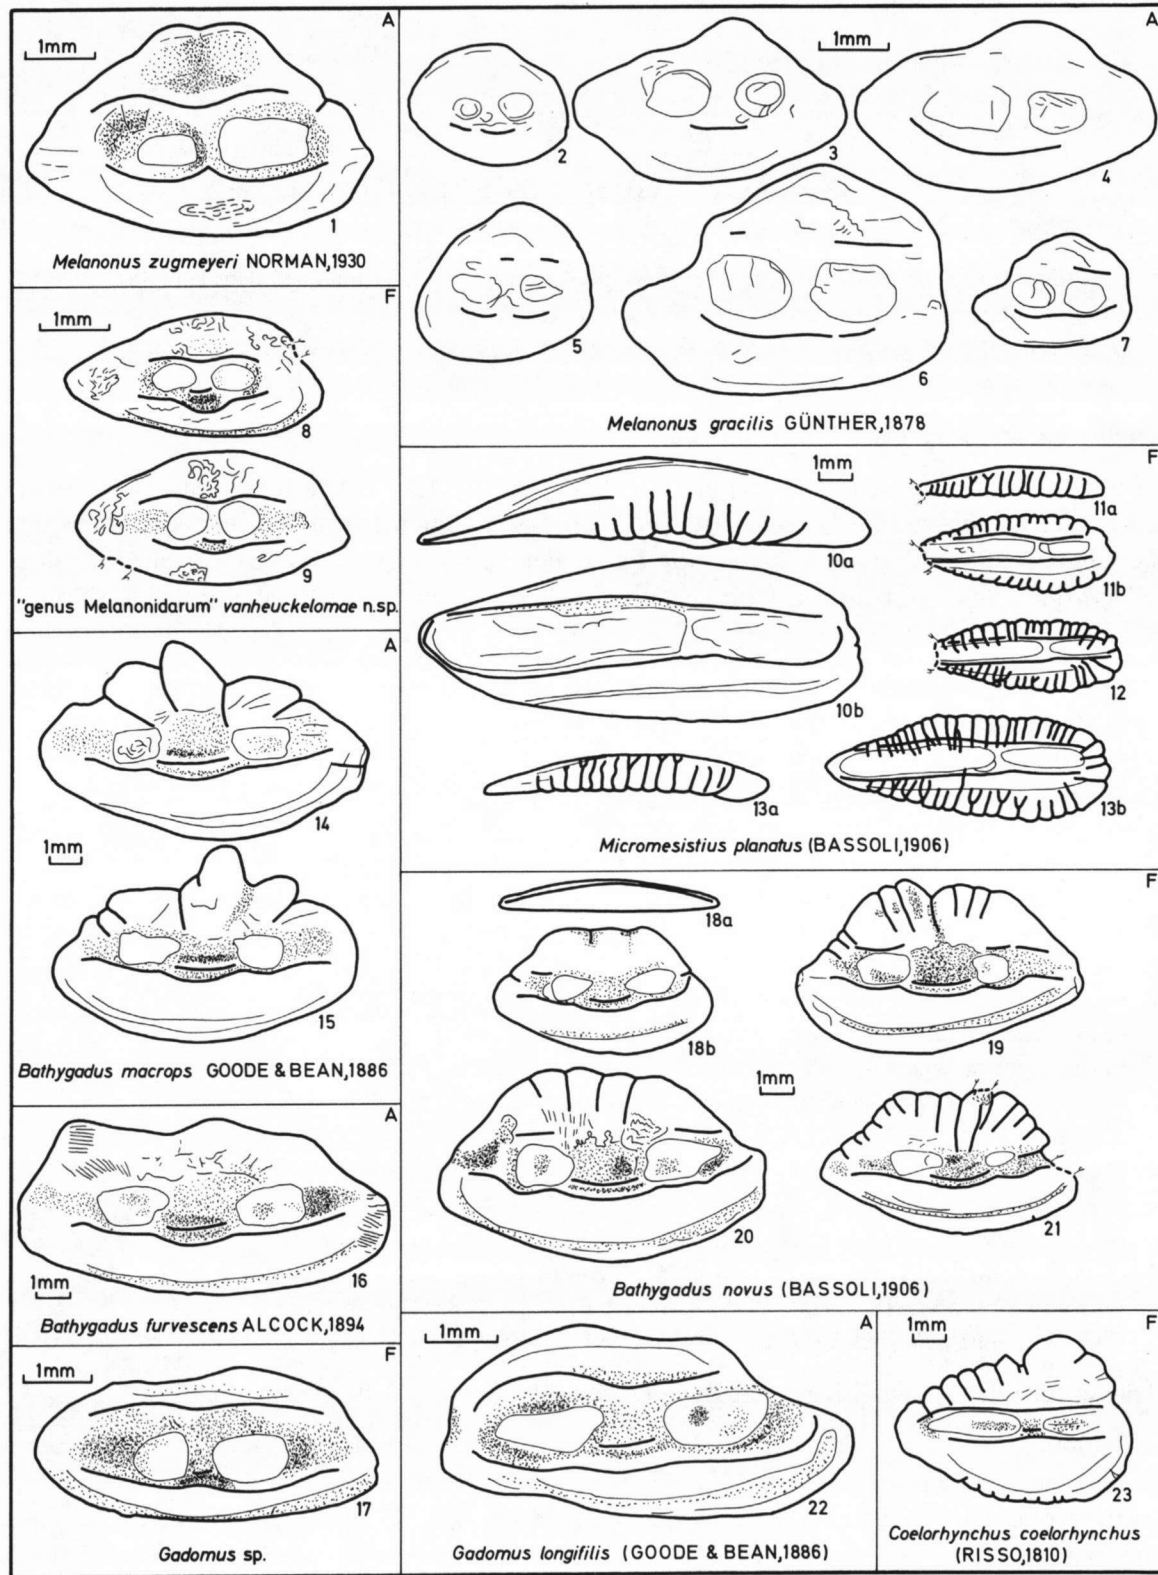 A
1mm
1
Melanonus zugmeyeri NORMAN,1930
A
1mm
2
3
4
5
6
7
Melanonus gracilis GÜNTHER,1878
F
1mm
8
9
"genus Melanonidarum" vanheuckelomae n.sp.
F
1mm
10a
11a
11b
10b
12
13a
13b
Micromesistius planatus (BASSOLI,1906)
A
14
1mm
15
Bathygadus macrops GOODE & BEAN,1886
F
18a
18b
19
1mm
20
21
Bathygadus novus (BASSOLI,1906)
A
16
1mm
Bathygadus furvescens ALCOCK,1894
F
1mm
17
Gadomus sp.
A
1mm
22
Gadomus longifilis (GOODE & BEAN,1886)
F
1mm
23
Coelorhynchus coelorhynchus
(RISSO,1810)